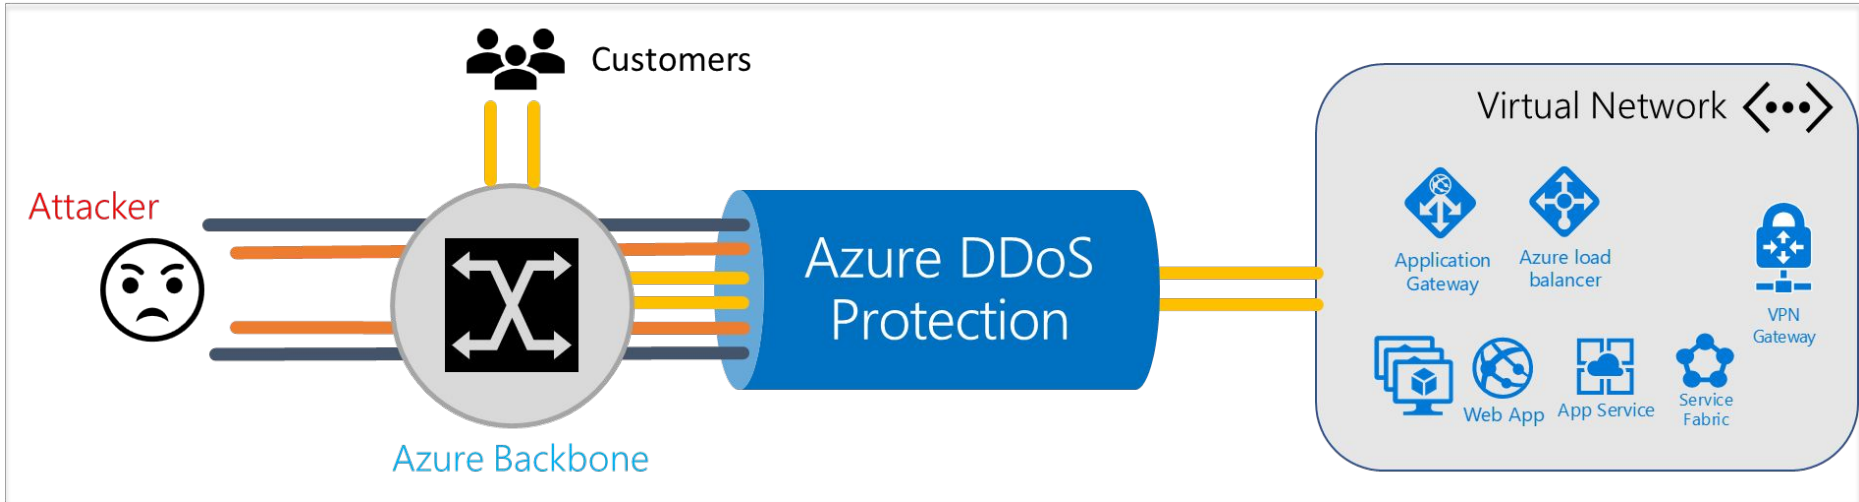 Customers
Attacker
Azure Backbone
Azure DDoS
Protection
Virtual Network
Application
Gateway
Azure load
balancer
VPN
Gateway
Web App
App Service
Service
Fabric